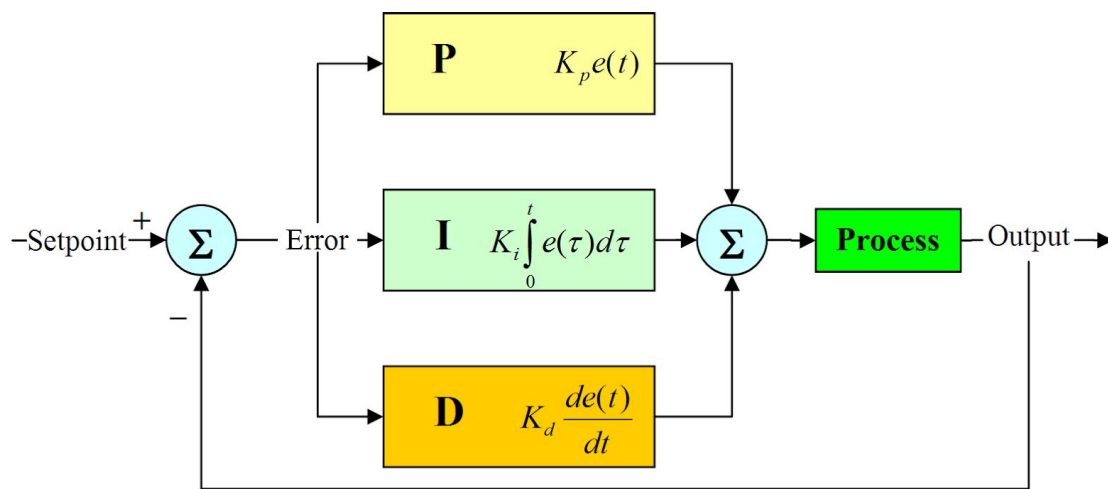 P K_p e(t)
Setpoint + Σ Error I K_i ∫_0^t e(τ)dτ Σ Process Output
−
D K_d de(t)/dt